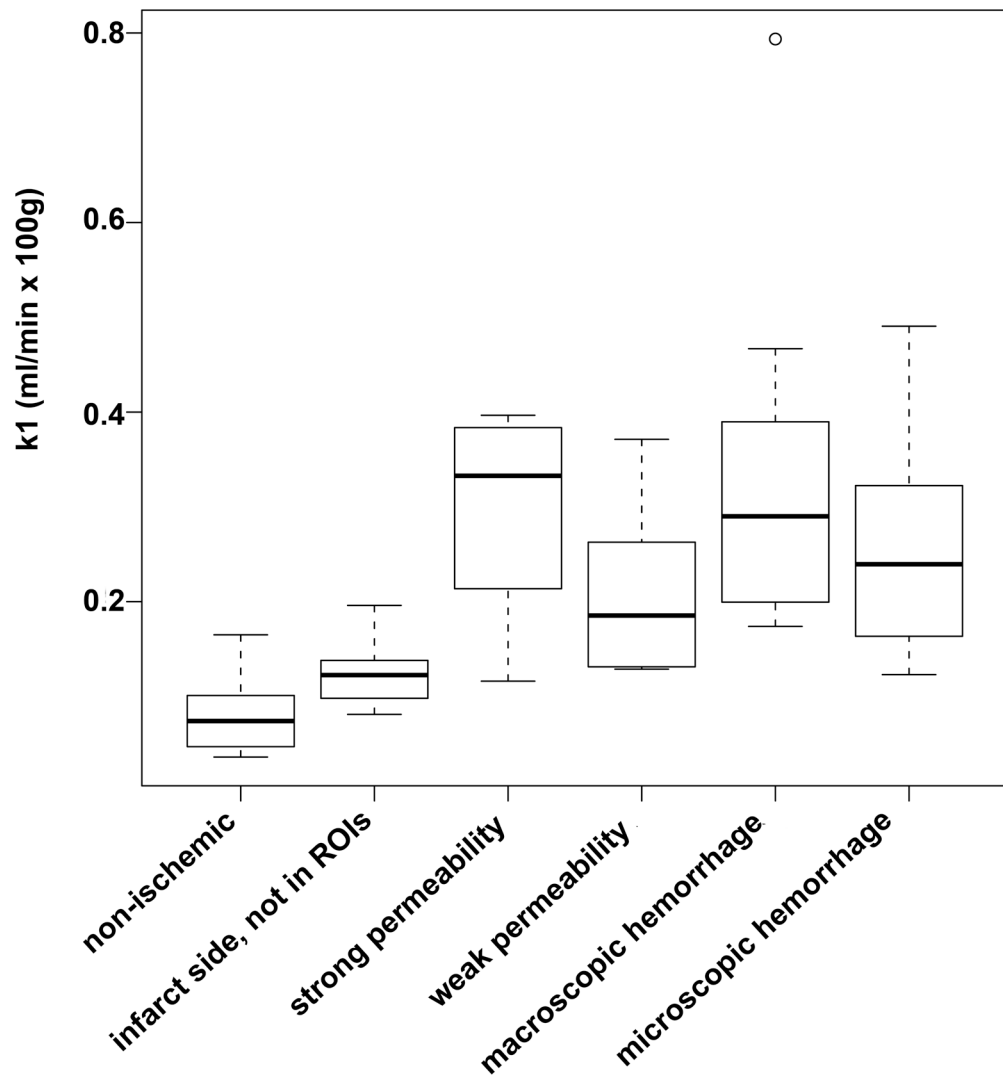 k1 (ml/min x 100g)
0.8
0.6
0.4
0.2
non-ischemic
infarct side, not in ROIs
strong permeability
weak permeability
macroscopic hemorrhage
microscopic hemorrhage